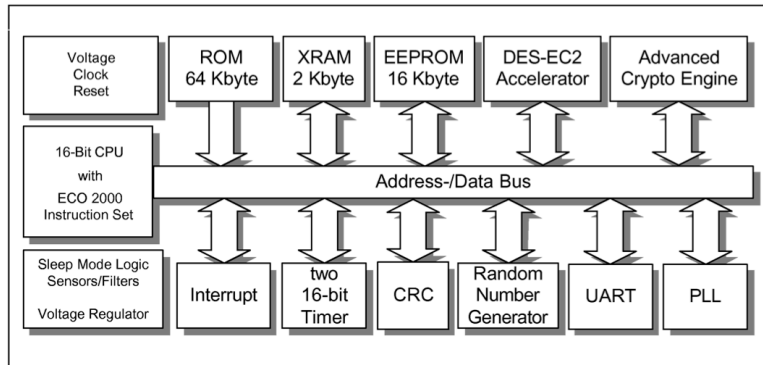 Voltage
Clock
Reset
ROM
64 Kbyte
XRAM
2 Kbyte
EEPROM
16 Kbyte
DES-EC2
Accelerator
Advanced
Crypto Engine
16-Bit CPU
with
ECO 2000
Instruction Set
Address-/Data Bus
Sleep Mode Logic
Sensors/Filters
Voltage Regulator
Interrupt
two
16-bit
Timer
CRC
Random
Number
Generator
UART
PLL